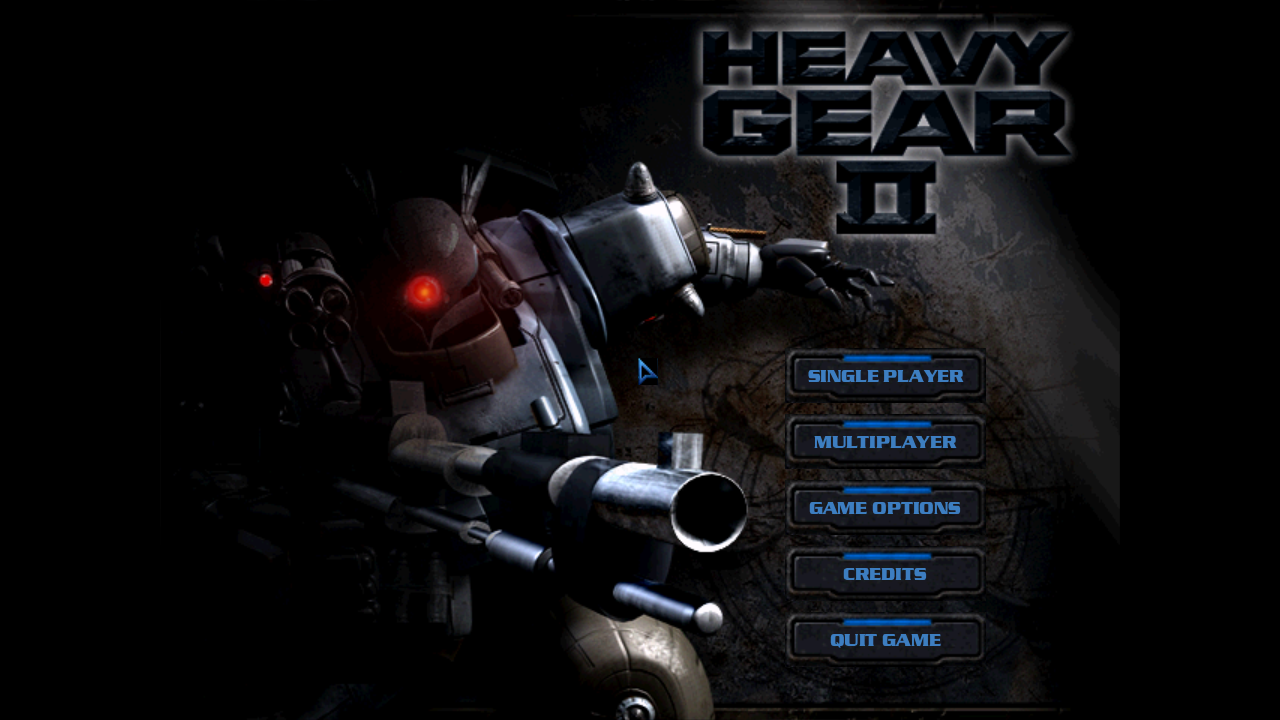 HEAVY
GEAR
II
SINGLE PLAYER
MULTIPLAYER
GAME OPTIONS
CREDITS
QUIT GAME